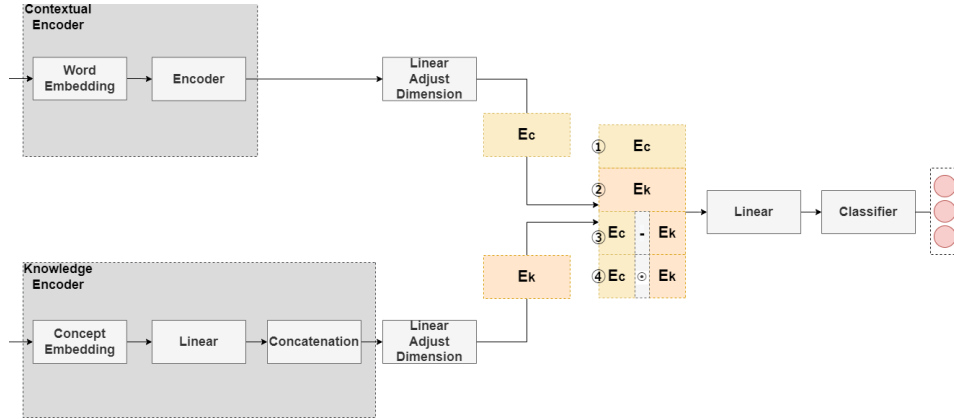 Contextual
Encoder
Word
Embedding
Encoder
Linear
Adjust
Dimension
Ec
① Ec
② Ek
③ Ec - Ek
④ Ec ⊙ Ek
Linear
Classifier
Knowledge
Encoder
Concept
Embedding
Linear
Concatenation
Linear
Adjust
Dimension
Ek